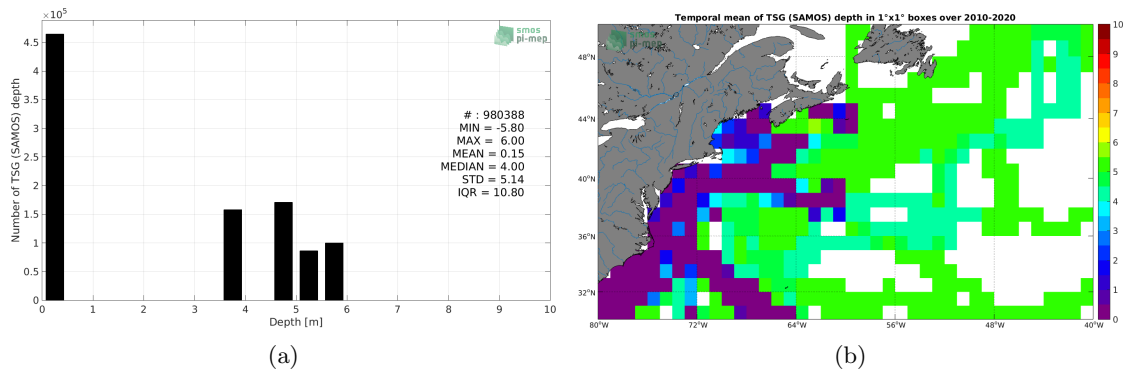 ×10⁵
4.5
4
3.5
3
2.5
2
1.5
1
0.5
0
0 1 2 3 4 5 6 7 8 9 10
Number of TSG (SAMOS) depth
Depth [m]
smos
pi-mep
# : 980388
MIN = -5.80
MAX = 6.00
MEAN = 0.15
MEDIAN = 4.00
STD = 5.14
IQR = 10.80
(a)
Temporal mean of TSG (SAMOS) depth in 1°x1° boxes over 2010-2020
smos
pi-mep
48°N
44°N
40°N
36°N
32°N
80°W 72°W 64°W 56°W 48°W 40°W
10
9
8
7
6
5
4
3
2
1
0
(b)